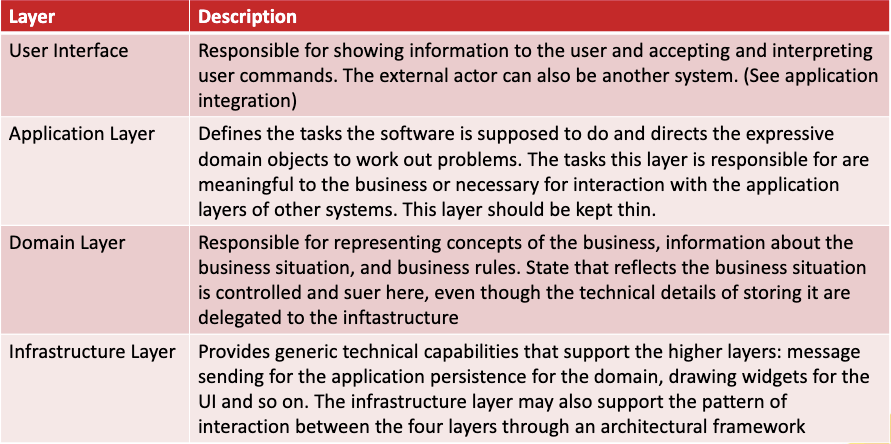 Layer Description
User Interface Responsible for showing information to the user and accepting and interpreting
user commands. The external actor can also be another system. (See application
integration)
Application Layer Defines the tasks the software is supposed to do and directs the expressive
domain objects to work out problems. The tasks this layer is responsible for are
meaningful to the business or necessary for interaction with the application
layers of other systems. This layer should be kept thin.
Domain Layer Responsible for representing concepts of the business, information about the
business situation, and business rules. State that reflects the business situation
is controlled and suer here, even though the technical details of storing it are
delegated to the inftastructure
Infrastructure Layer Provides generic technical capabilities that support the higher layers: message
sending for the application persistence for the domain, drawing widgets for the
UI and so on. The infrastructure layer may also support the pattern of
interaction between the four layers through an architectural framework